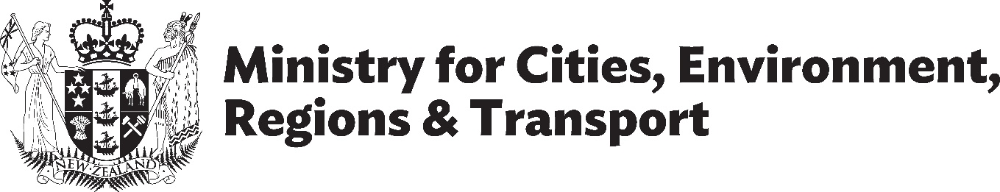 Ministry for Cities, Environment,
Regions & Transport
NEW ZEALAND